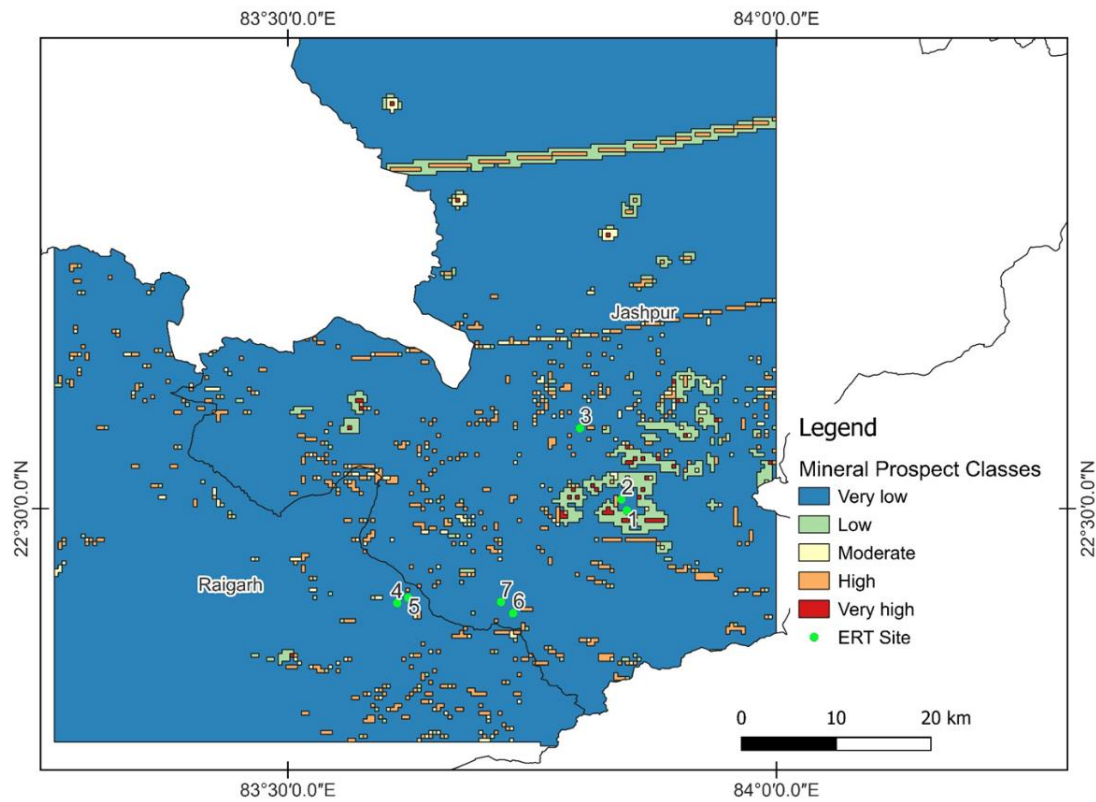 83°30'0.0"E
84°0'0.0"E
Jashpur
3
2
1
22°30'0.0"N
22°30'0.0"N
Raigarh
4
5
7
6
Legend
Mineral Prospect Classes
Very low
Low
Moderate
High
Very high
ERT Site
0
10
20 km
83°30'0.0"E
84°0'0.0"E